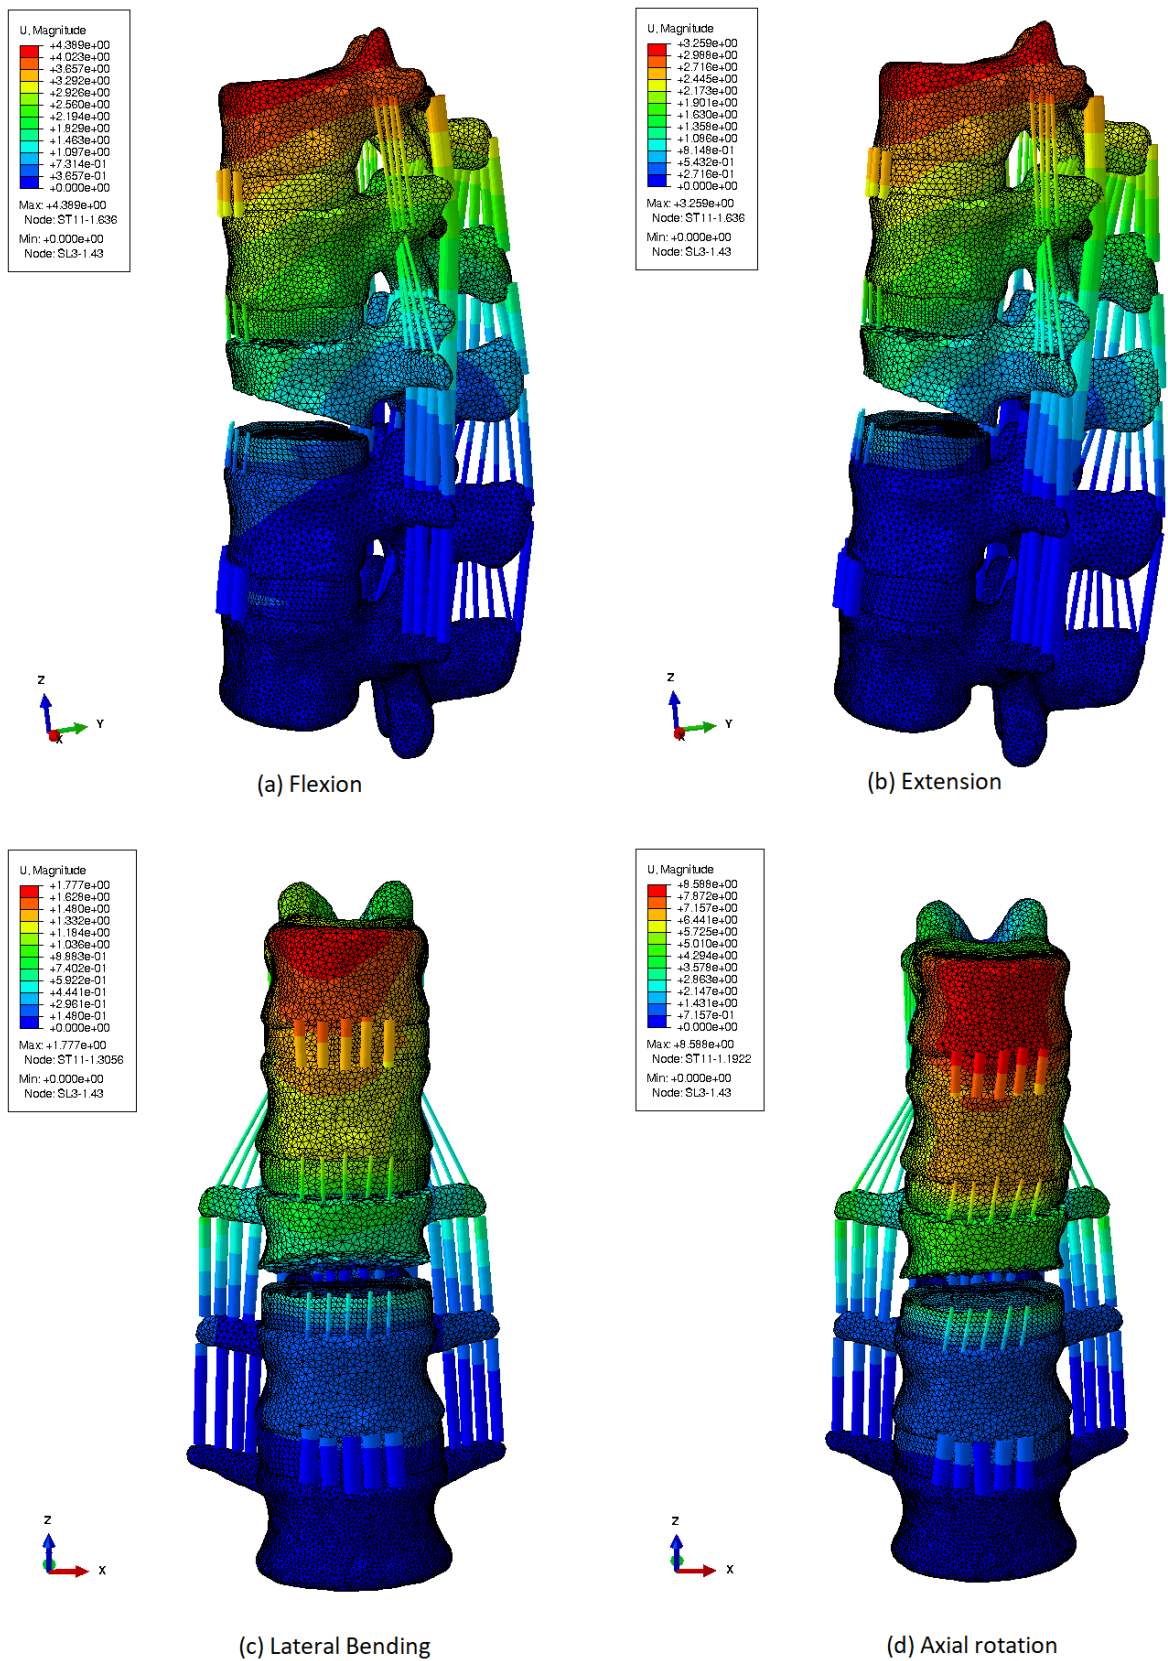 U, Magnitude
+4.389e+00
+4.023e+00
+3.657e+00
+3.292e+00
+2.926e+00
+2.560e+00
+2.194e+00
+1.829e+00
+1.463e+00
+1.097e+00
+7.314e-01
+3.657e-01
+0.000e+00
Max: +4.389e+00
Node: ST11-1.636
Min: +0.000e+00
Node: SL3-1.43
Z
Y
X
(a) Flexion
U, Magnitude
+3.259e+00
+2.988e+00
+2.716e+00
+2.445e+00
+2.173e+00
+1.901e+00
+1.630e+00
+1.358e+00
+1.086e+00
+8.148e-01
+5.432e-01
+2.716e-01
+0.000e+00
Max: +3.259e+00
Node: ST11-1.636
Min: +0.000e+00
Node: SL3-1.43
Z
Y
X
(b) Extension
U, Magnitude
+1.777e+00
+1.628e+00
+1.480e+00
+1.332e+00
+1.184e+00
+1.036e+00
+8.883e-01
+7.402e-01
+5.922e-01
+4.441e-01
+2.961e-01
+1.480e-01
+0.000e+00
Max: +1.777e+00
Node: ST11-1.3056
Min: +0.000e+00
Node: SL3-1.43
Z
X
(c) Lateral Bending
U, Magnitude
+8.588e+00
+7.872e+00
+7.157e+00
+6.441e+00
+5.725e+00
+5.010e+00
+4.294e+00
+3.578e+00
+2.863e+00
+2.147e+00
+1.431e+00
+7.157e-01
+0.000e+00
Max: +8.588e+00
Node: ST11-1.1922
Min: +0.000e+00
Node: SL3-1.43
Z
X
(d) Axial rotation